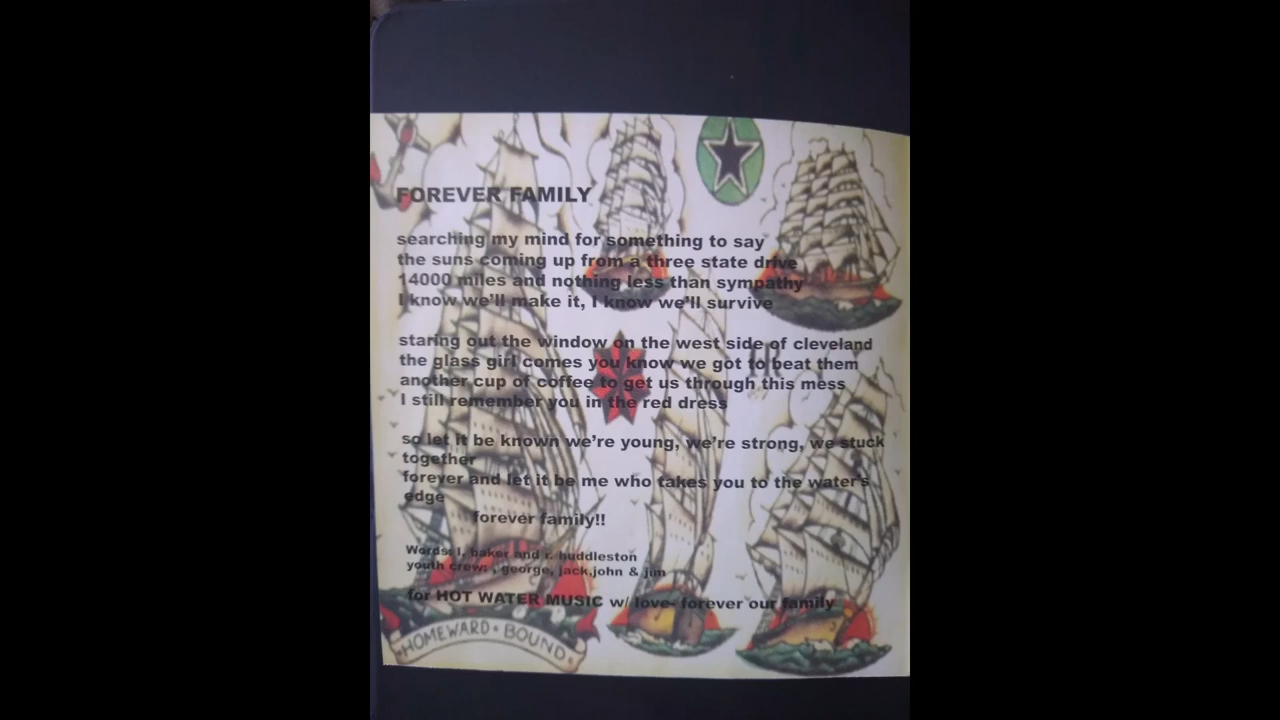 FOREVER FAMILY
searching my mind for something to say
the suns coming up from a three state drive
14000 miles and nothing less than sympathy
I know we'll make it, I know we'll survive
staring out the window on the west side of cleveland
the glass girl comes you know we got to beat them
another cup of coffee to get us through this mess
I still remember you in the red dress
so let it be known we're young, we're strong, we stuck
together
forever and let it be me who takes you to the water's
edge
forever family!!
Words: l. baker and r. huddleston
youth crew: , george, jack,john & jim
for HOT WATER MUSIC w/ love- forever our family
HOMEWARD • BOUND